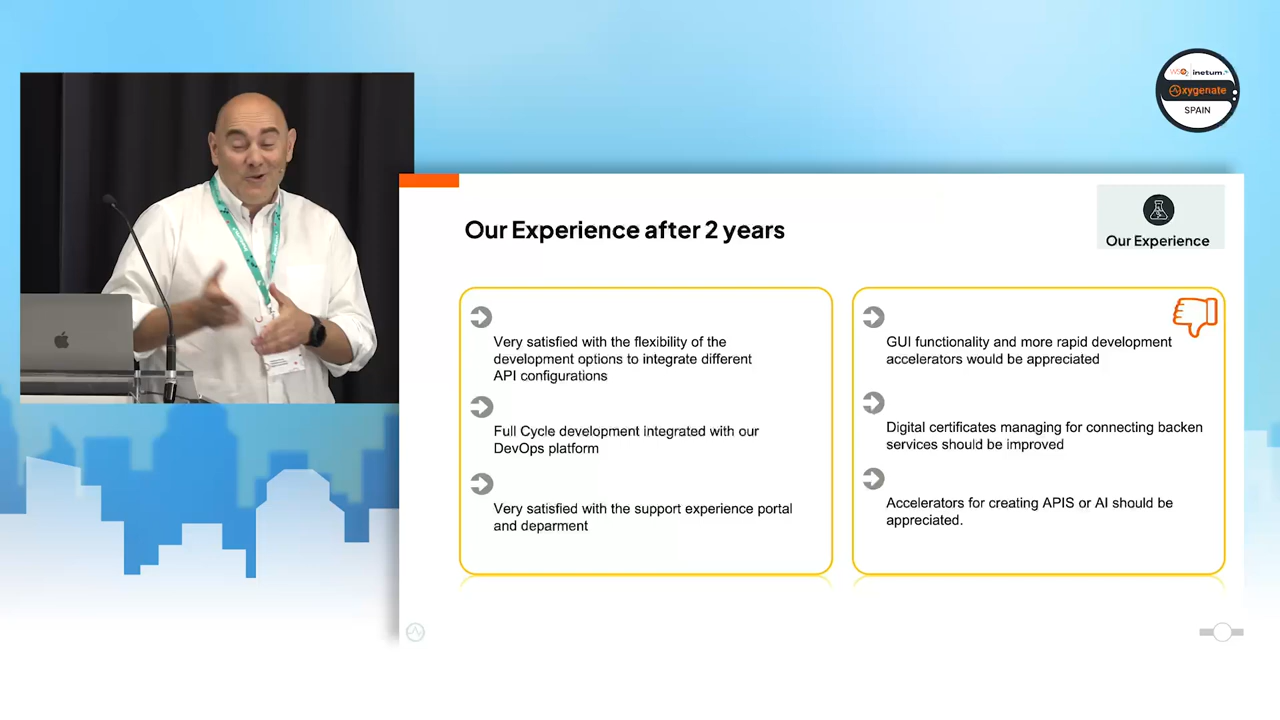 WSO2 inetum.
Oxygenate
SPAIN
Our Experience after 2 years
Our Experience
Very satisfied with the flexibility of the
development options to integrate different
API configurations
Full Cycle development integrated with our
DevOps platform
Very satisfied with the support experience portal
and deparment
GUI functionality and more rapid development
accelerators would be appreciated
Digital certificates managing for connecting backen
services should be improved
Accelerators for creating APIS or AI should be
appreciated.